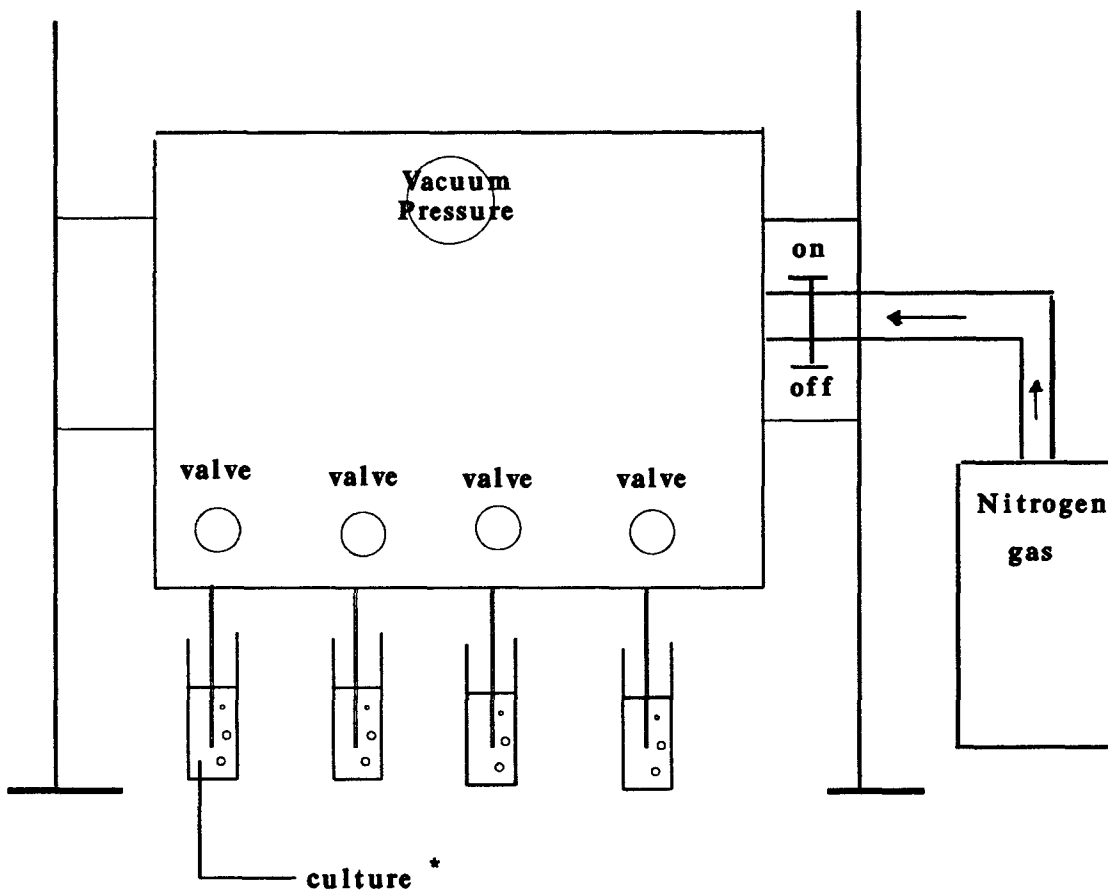 Vacuum
Pressure
on
off
valve
valve
valve
valve
Nitrogen
gas
culture *